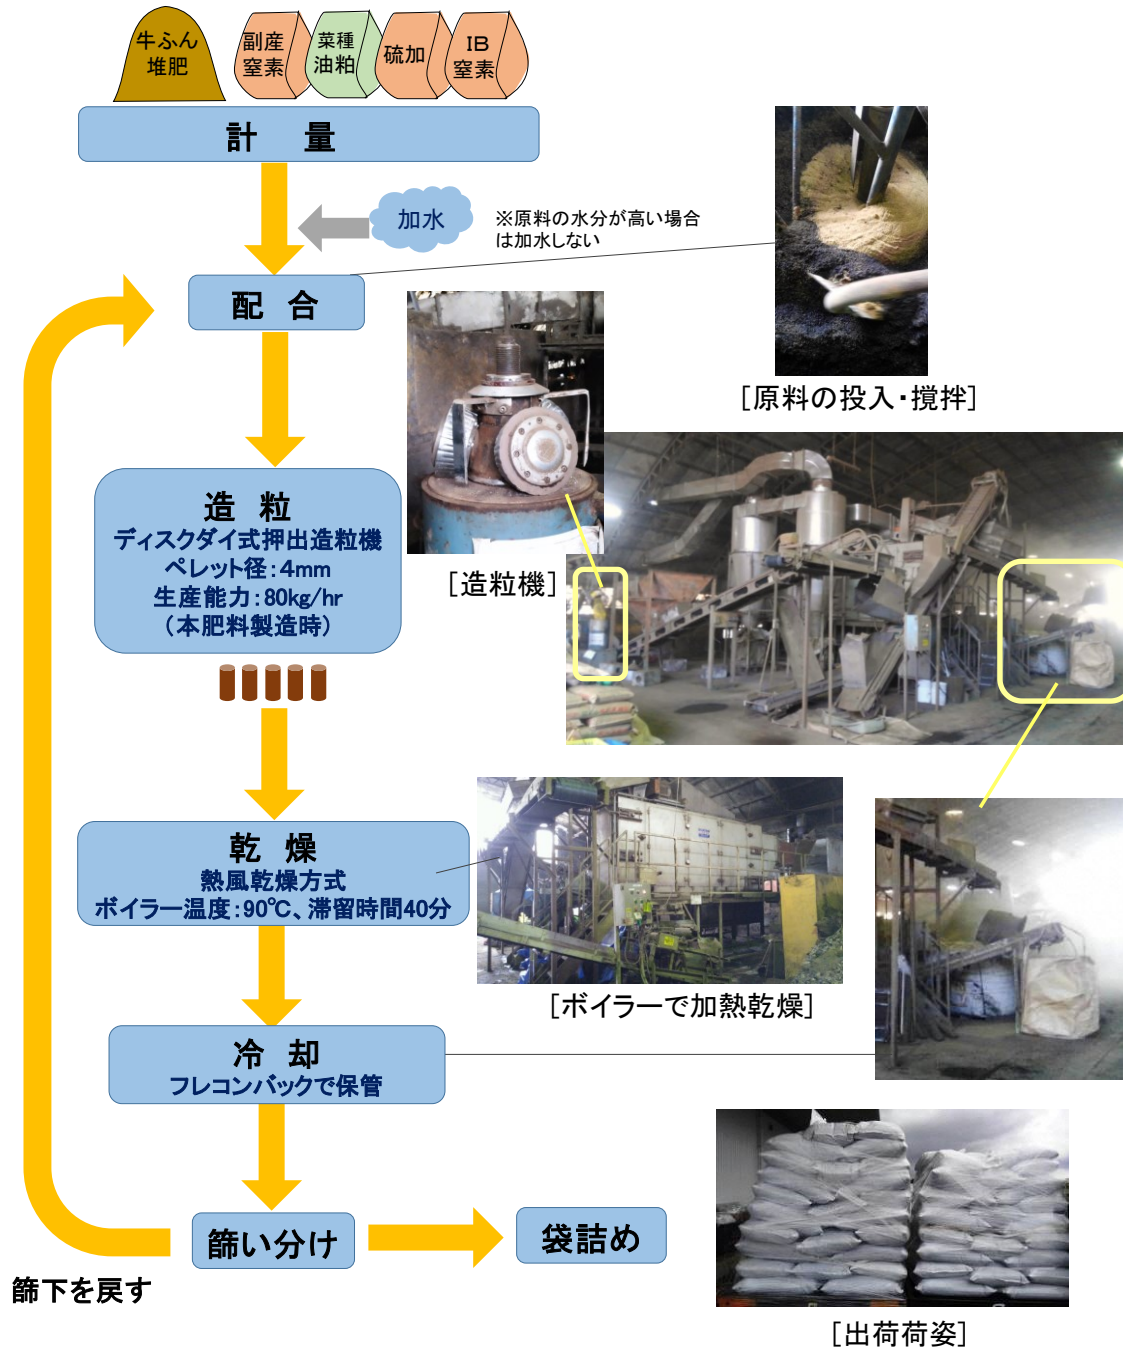 牛ふん
堆肥
副産
窒素
菜種
油粕
硫加
IB
窒素
計　量
加水
※原料の水分が高い場合
は加水しない
配　合
[原料の投入・撹拌]
造　粒
ディスクダイ式押出造粒機
ペレット径：4mm
生産能力：80kg/hr
（本肥料製造時）
[造粒機]
乾　燥
熱風乾燥方式
ボイラー温度：90℃、滞留時間40分
[ボイラーで加熱乾燥]
冷　却
フレコンバックで保管
篩い分け
袋詰め
篩下を戻す
[出荷荷姿]